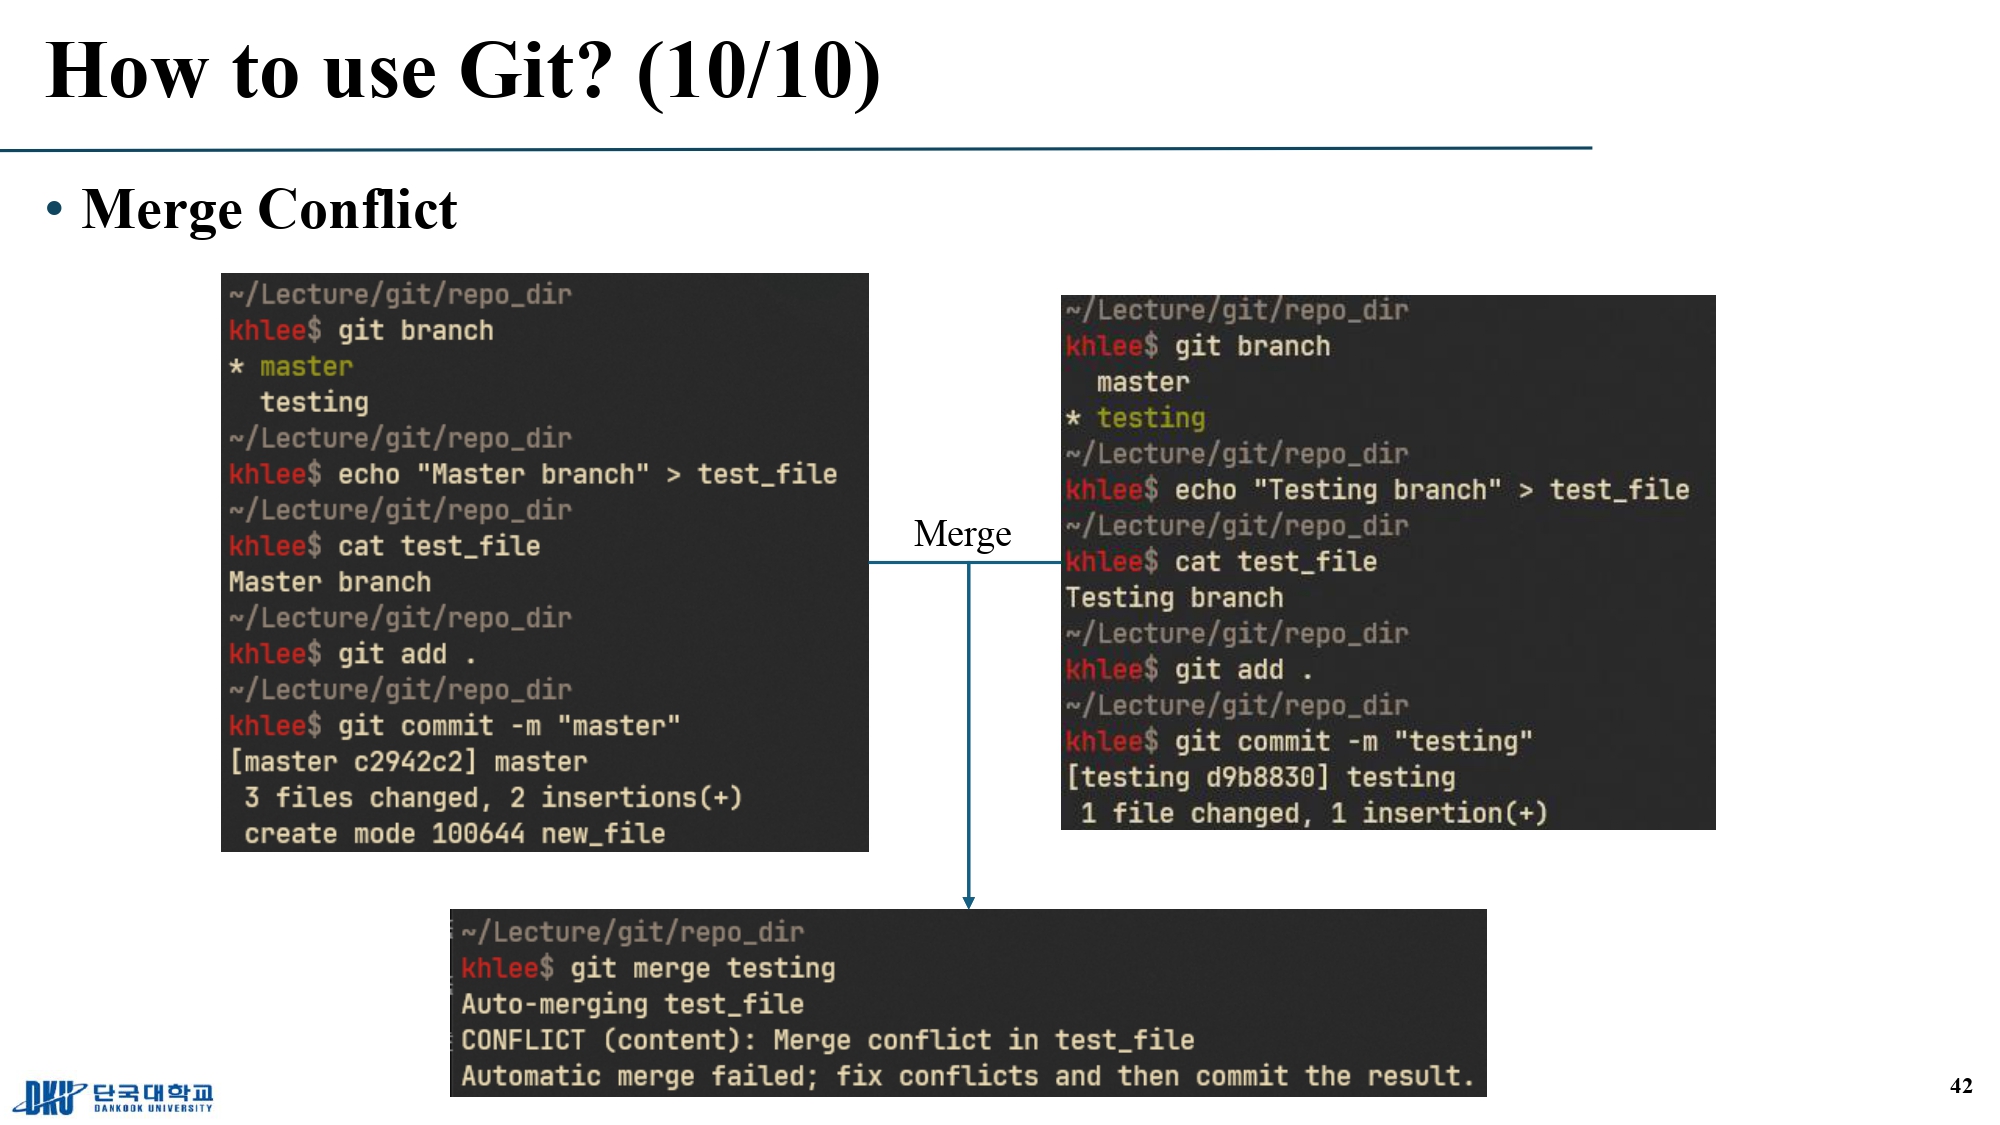 How to use Git? (10/10)
• Merge Conflict
~/Lecture/git/repo_dir
khlee$ git branch
* master
  testing
~/Lecture/git/repo_dir
khlee$ echo "Master branch" > test_file
~/Lecture/git/repo_dir
khlee$ cat test_file
Master branch
~/Lecture/git/repo_dir
khlee$ git add .
~/Lecture/git/repo_dir
khlee$ git commit -m "master"
[master c2942c2] master
 3 files changed, 2 insertions(+)
 create mode 100644 new_file
Merge
~/Lecture/git/repo_dir
khlee$ git branch
  master
* testing
~/Lecture/git/repo_dir
khlee$ echo "Testing branch" > test_file
~/Lecture/git/repo_dir
khlee$ cat test_file
Testing branch
~/Lecture/git/repo_dir
khlee$ git add .
~/Lecture/git/repo_dir
khlee$ git commit -m "testing"
[testing d9b8830] testing
 1 file changed, 1 insertion(+)
~/Lecture/git/repo_dir
khlee$ git merge testing
Auto-merging test_file
CONFLICT (content): Merge conflict in test_file
Automatic merge failed; fix conflicts and then commit the result.
DKU 단국대학교
DANKOOK UNIVERSITY
42